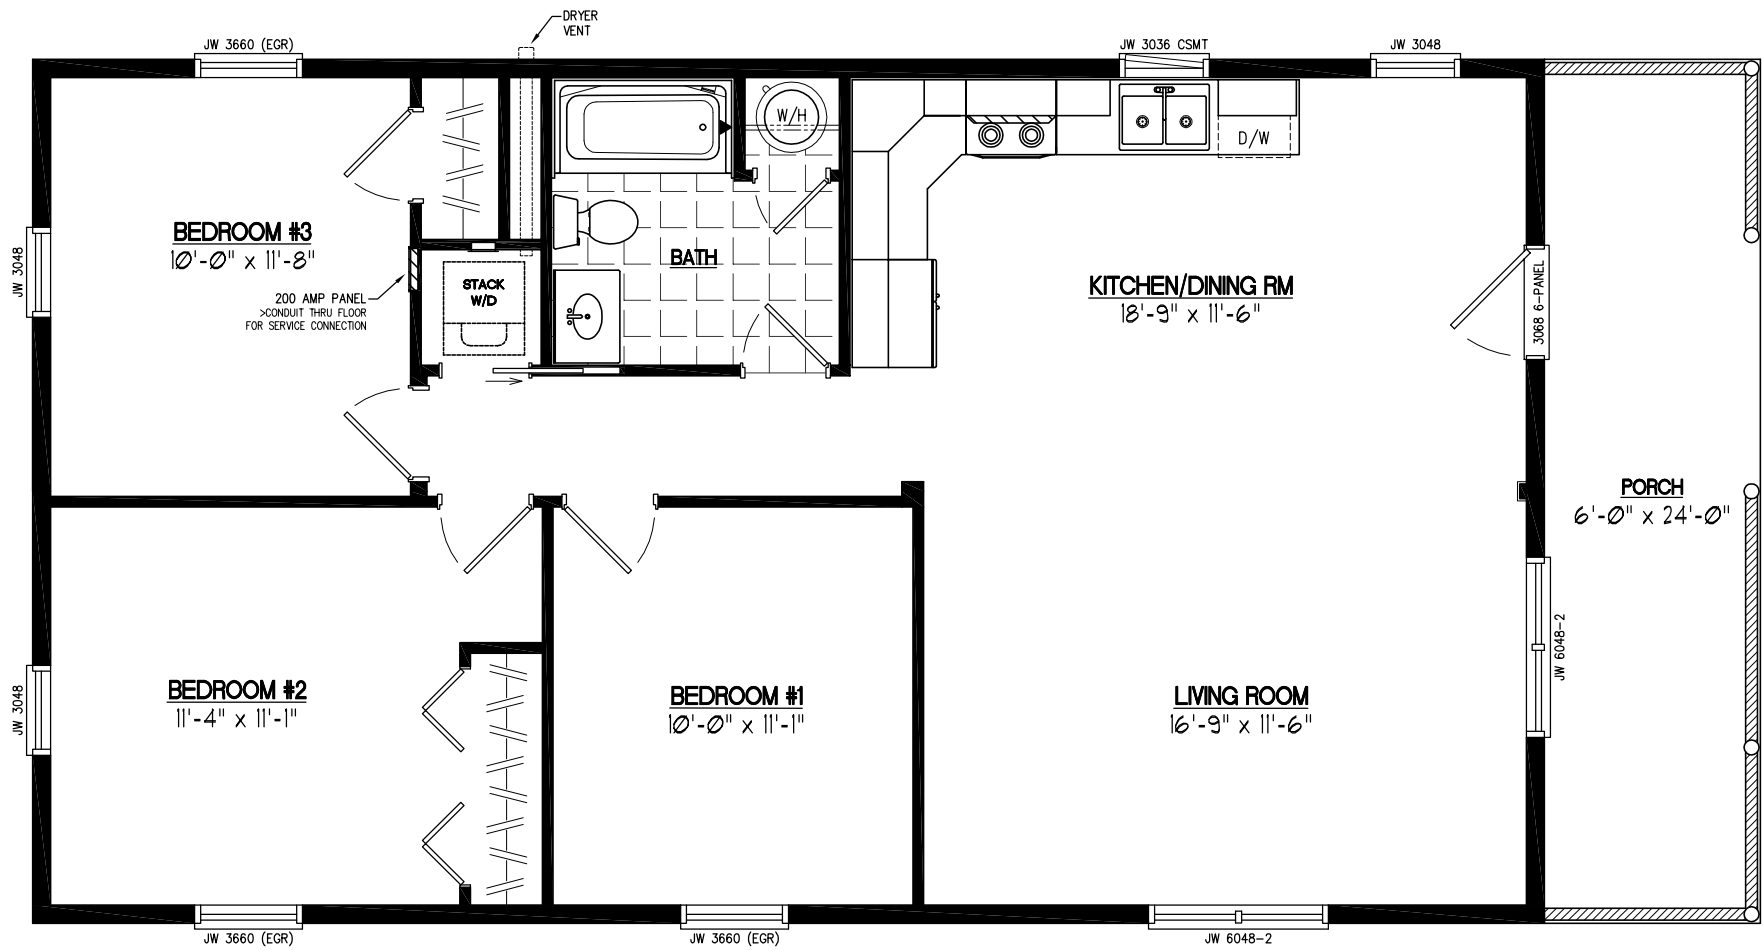 DRYER
VENT
JW 3660 (EGR)
JW 3036 CSMT
JW 3048
W/H
D/W
BEDROOM #3
10'-0" x 11'-8"
BATH
JW 3048
STACK
W/D
200 AMP PANEL
>CONDUIT THRU FLOOR
FOR SERVICE CONNECTION
KITCHEN/DINING RM
18'-9" x 11'-6"
3068 6-PANEL
PORCH
6'-0" x 24'-0"
JW 6048-2
JW 3048
BEDROOM #2
11'-4" x 11'-1"
BEDROOM #1
10'-0" x 11'-1"
LIVING ROOM
16'-9" x 11'-6"
JW 3660 (EGR)
JW 3660 (EGR)
JW 6048-2